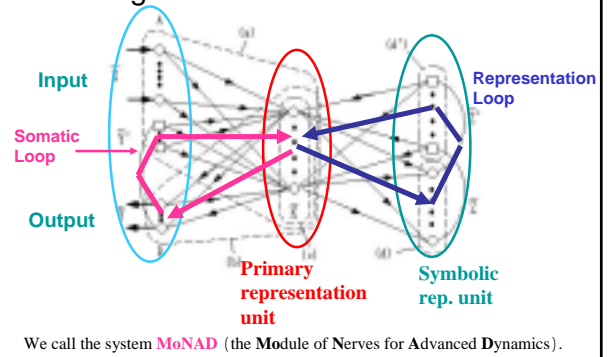 Input
Somatic
Loop
Output
Representation
Loop
Primary
representation
unit
Symbolic
rep. unit
We call the system MoNAD (the Module of Nerves for Advanced Dynamics).